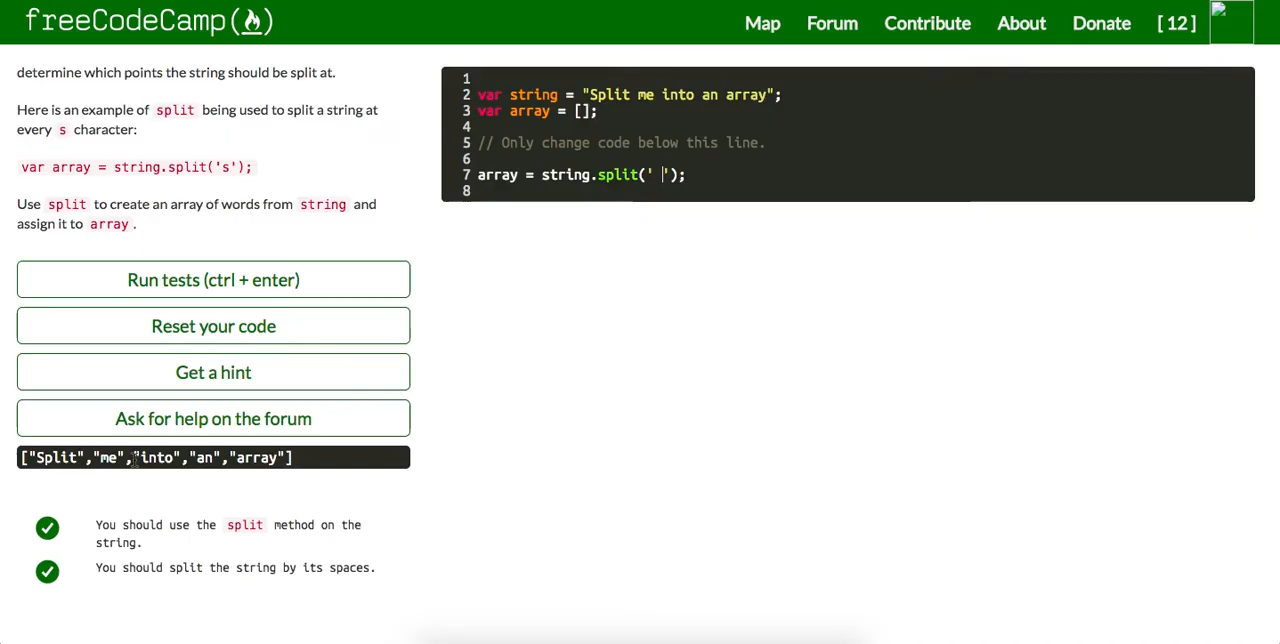 freeCodeCamp(🔥)
Map Forum Contribute About Donate [ 12 ]
determine which points the string should be split at.
Here is an example of split being used to split a string at
every s character:
var array = string.split('s');
Use split to create an array of words from string and
assign it to array .
Run tests (ctrl + enter)
Reset your code
Get a hint
Ask for help on the forum
["Split","me","into","an","array"]
You should use the split method on the
string.
You should split the string by its spaces.
1
2 var string = "Split me into an array";
3 var array = [];
4
5 // Only change code below this line.
6
7 array = string.split(' ');
8